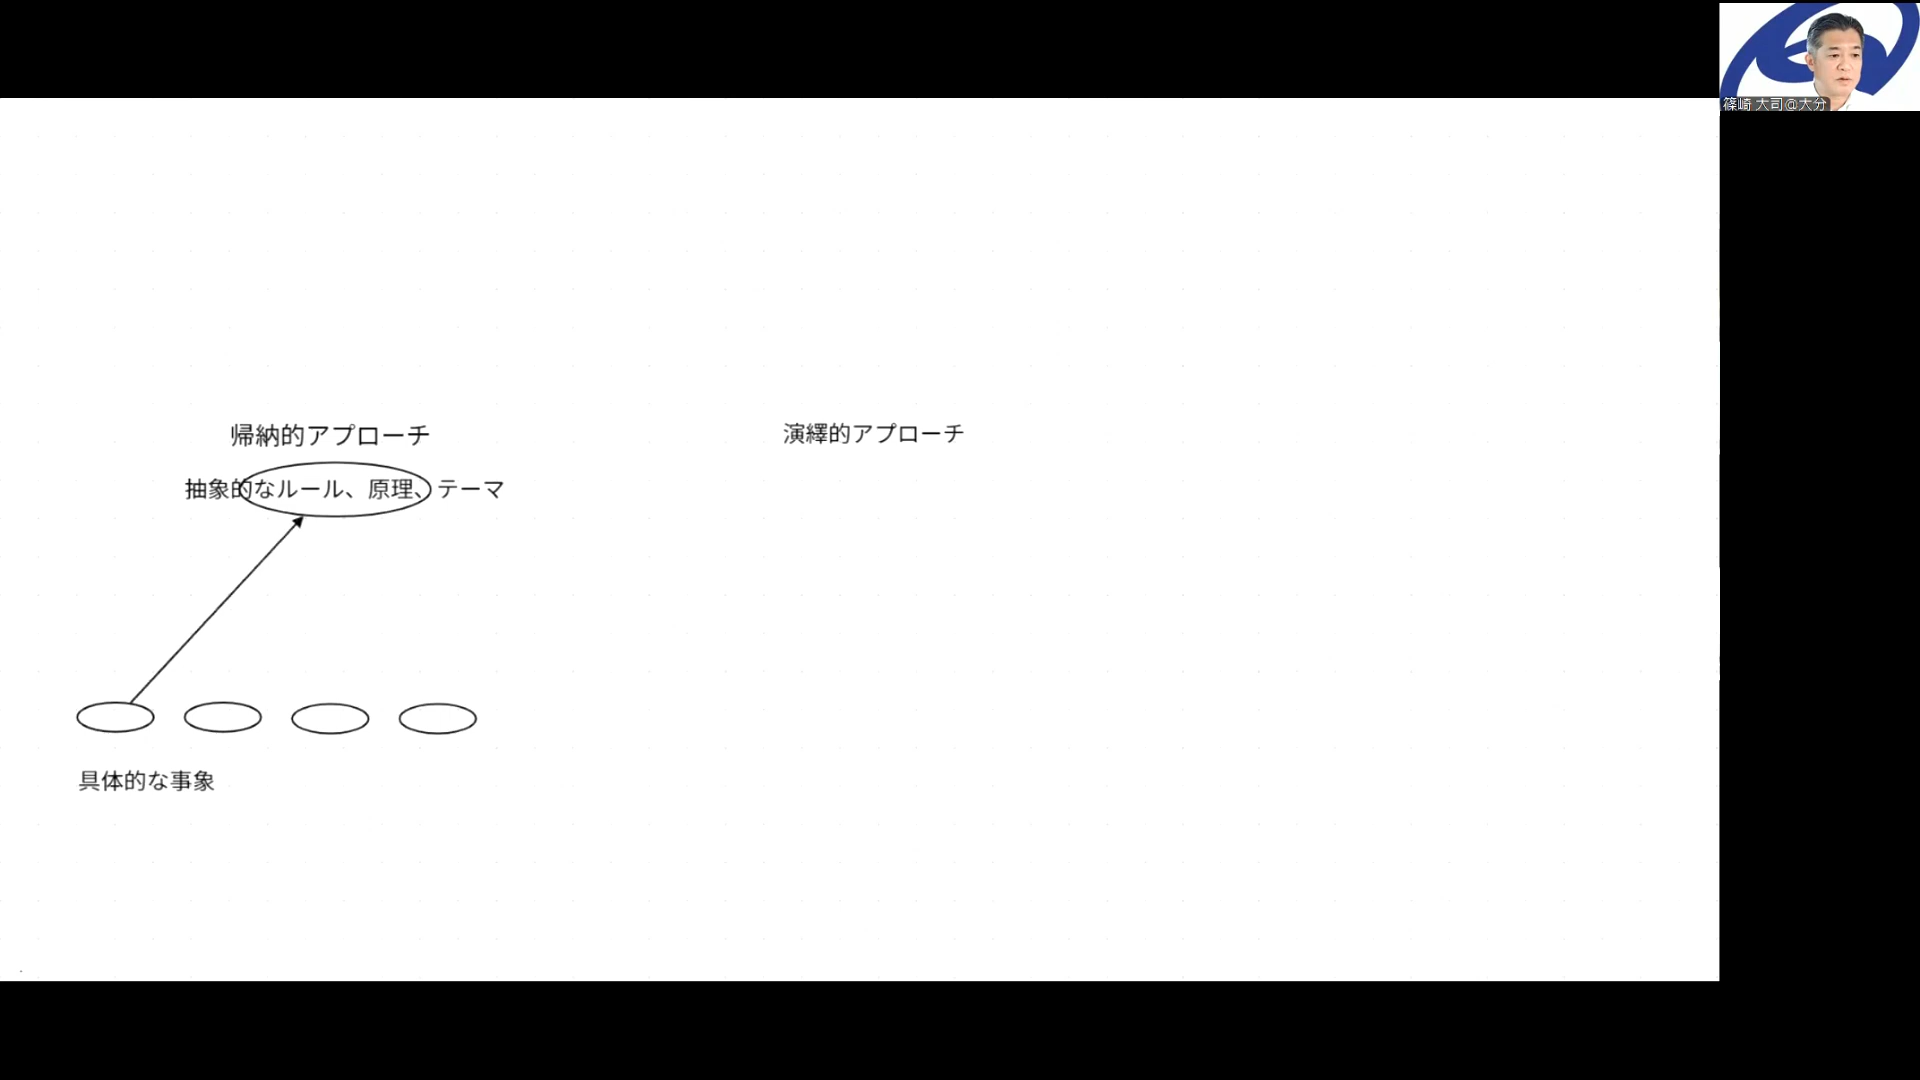 篠崎 大司@大分
帰納的アプローチ
演繹的アプローチ
抽象的なルール、原理、テーマ
具体的な事象